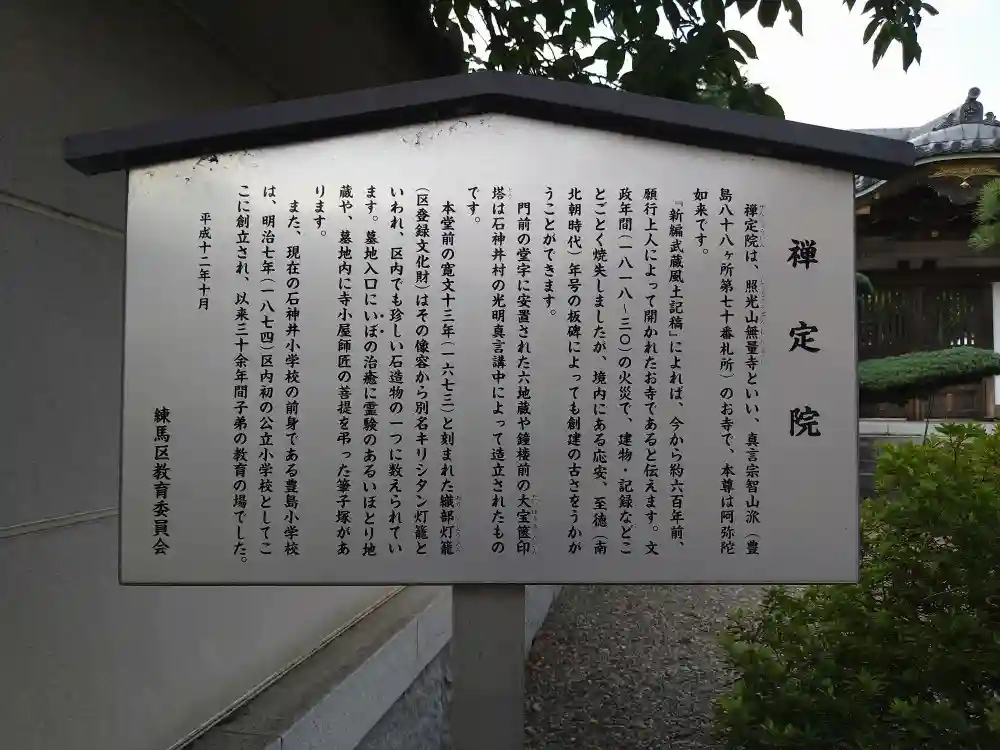 禅定院
禅定院は、照光山無量寺といい、真言宗智山派（豊
島八十八ヶ所第七十番札所）のお寺で、本尊は阿弥陀
如来です。
『新編武蔵風土記稿』によれば、今から約六百年前、
願行上人によって開かれたお寺であると伝えます。文
政年間（一八一八～三〇）の火災で、建物・記録などこ
とごとく焼失しましたが、境内にある応安、至徳（南
北朝時代）年号の板碑によっても創建の古さをうかが
うことができます。
門前の堂宇に安置された六地蔵や鐘楼前の大宝篋印
塔は石神井村の光明真言講中によって造立されたもの
です。
本堂前の寛文十三年（一六七三）と刻まれた織部灯籠
（区登録文化財）はその像容から別名キリシタン灯籠と
いわれ、区内でも珍しい石造物の一つに数えられてい
ます。墓地入口にいぼの治癒に霊験のあるいぼとり地
蔵や、墓地内に寺小屋師匠の菩提を弔った筆子塚があ
ります。
また、現在の石神井小学校の前身である豊島小学校
は、明治七年（一八七四）区内初の公立小学校としてこ
こに創立され、以来三十余年間子弟の教育の場でした。
平成十二年十月
練馬区教育委員会